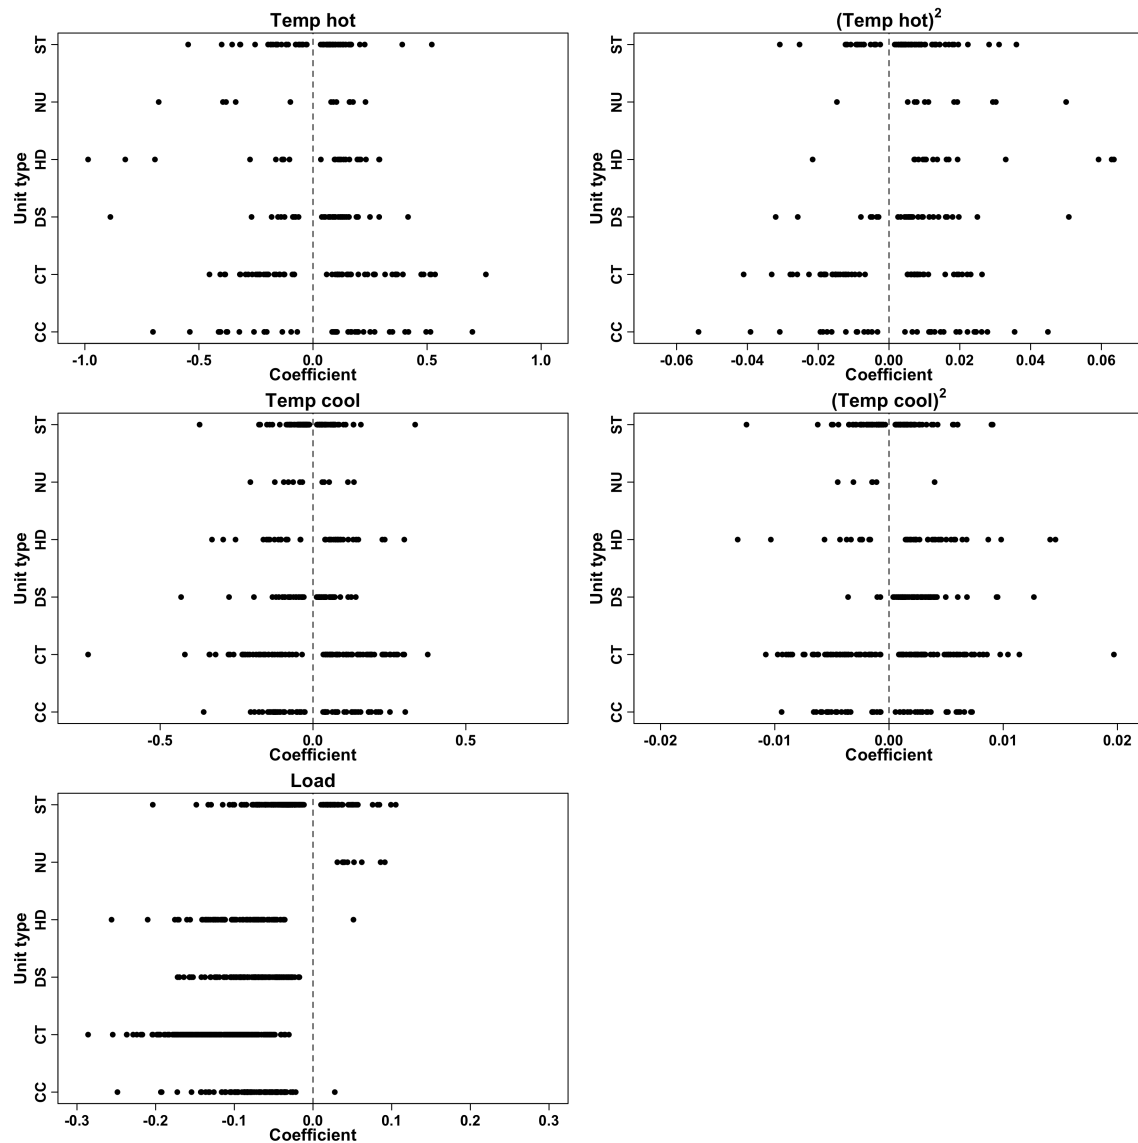 Temp hot
Unit type
ST
NU
HD
DS
CT
CC
-1.0 -0.5 0.0 0.5 1.0
Coefficient
(Temp hot)²
Unit type
ST
NU
HD
DS
CT
CC
-0.06 -0.04 -0.02 0.00 0.02 0.04 0.06
Coefficient
Temp cool
Unit type
ST
NU
HD
DS
CT
CC
-0.5 0.0 0.5
Coefficient
(Temp cool)²
Unit type
ST
NU
HD
DS
CT
CC
-0.02 -0.01 0.00 0.01 0.02
Coefficient
Load
Unit type
ST
NU
HD
DS
CT
CC
-0.3 -0.2 -0.1 0.0 0.1 0.2 0.3
Coefficient